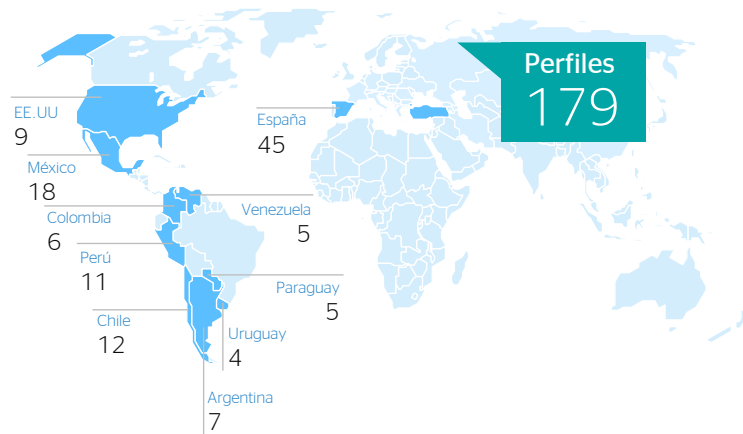 Perfiles
179
EE.UU
9
España
45
México
18
Colombia
6
Venezuela
5
Perú
11
Paraguay
5
Chile
12
Uruguay
4
Argentina
7